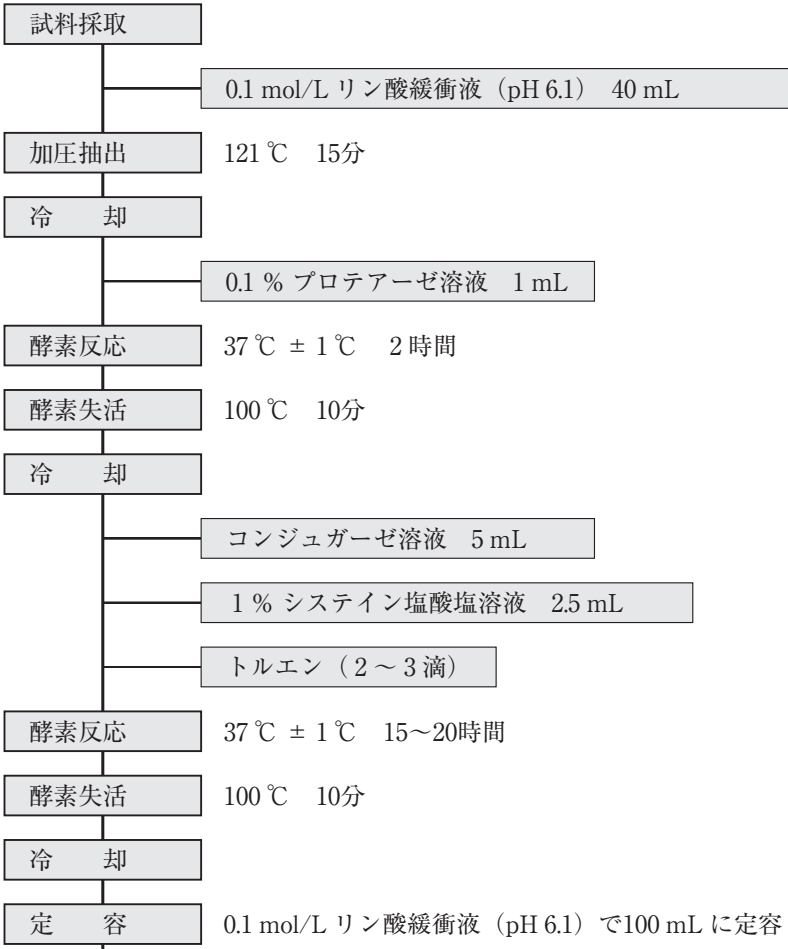 試料採取
0.1 mol/L リン酸緩衝液（pH 6.1） 40 mL
加圧抽出 121 ℃ 15分
冷 却
0.1 % プロテアーゼ溶液 1 mL
酵素反応 37 ℃ ± 1 ℃ 2 時間
酵素失活 100 ℃ 10分
冷 却
コンジュガーゼ溶液 5 mL
1 % システイン塩酸塩溶液 2.5 mL
トルエン（2～3滴）
酵素反応 37 ℃ ± 1 ℃ 15～20時間
酵素失活 100 ℃ 10分
冷 却
定 容 0.1 mol/L リン酸緩衝液（pH 6.1）で100 mL に定容